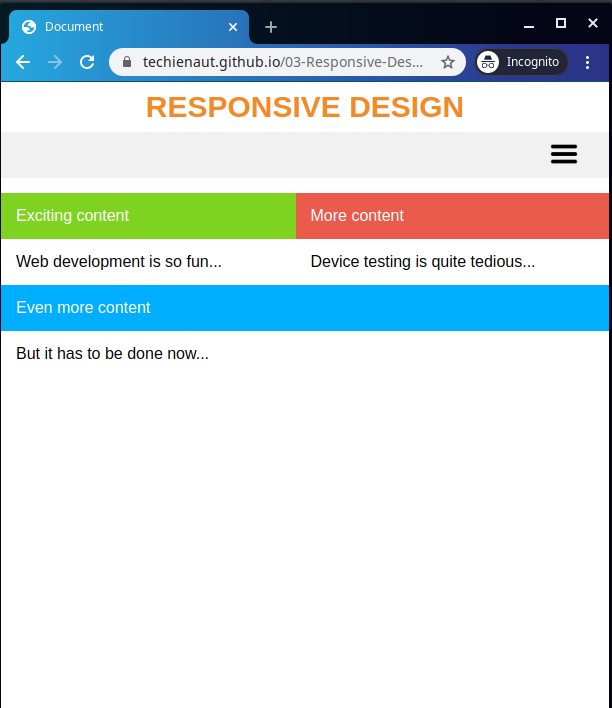 Document
techienaut.github.io/03-Responsive-Des...
Incognito
RESPONSIVE DESIGN
Exciting content
More content
Web development is so fun...
Device testing is quite tedious...
Even more content
But it has to be done now...